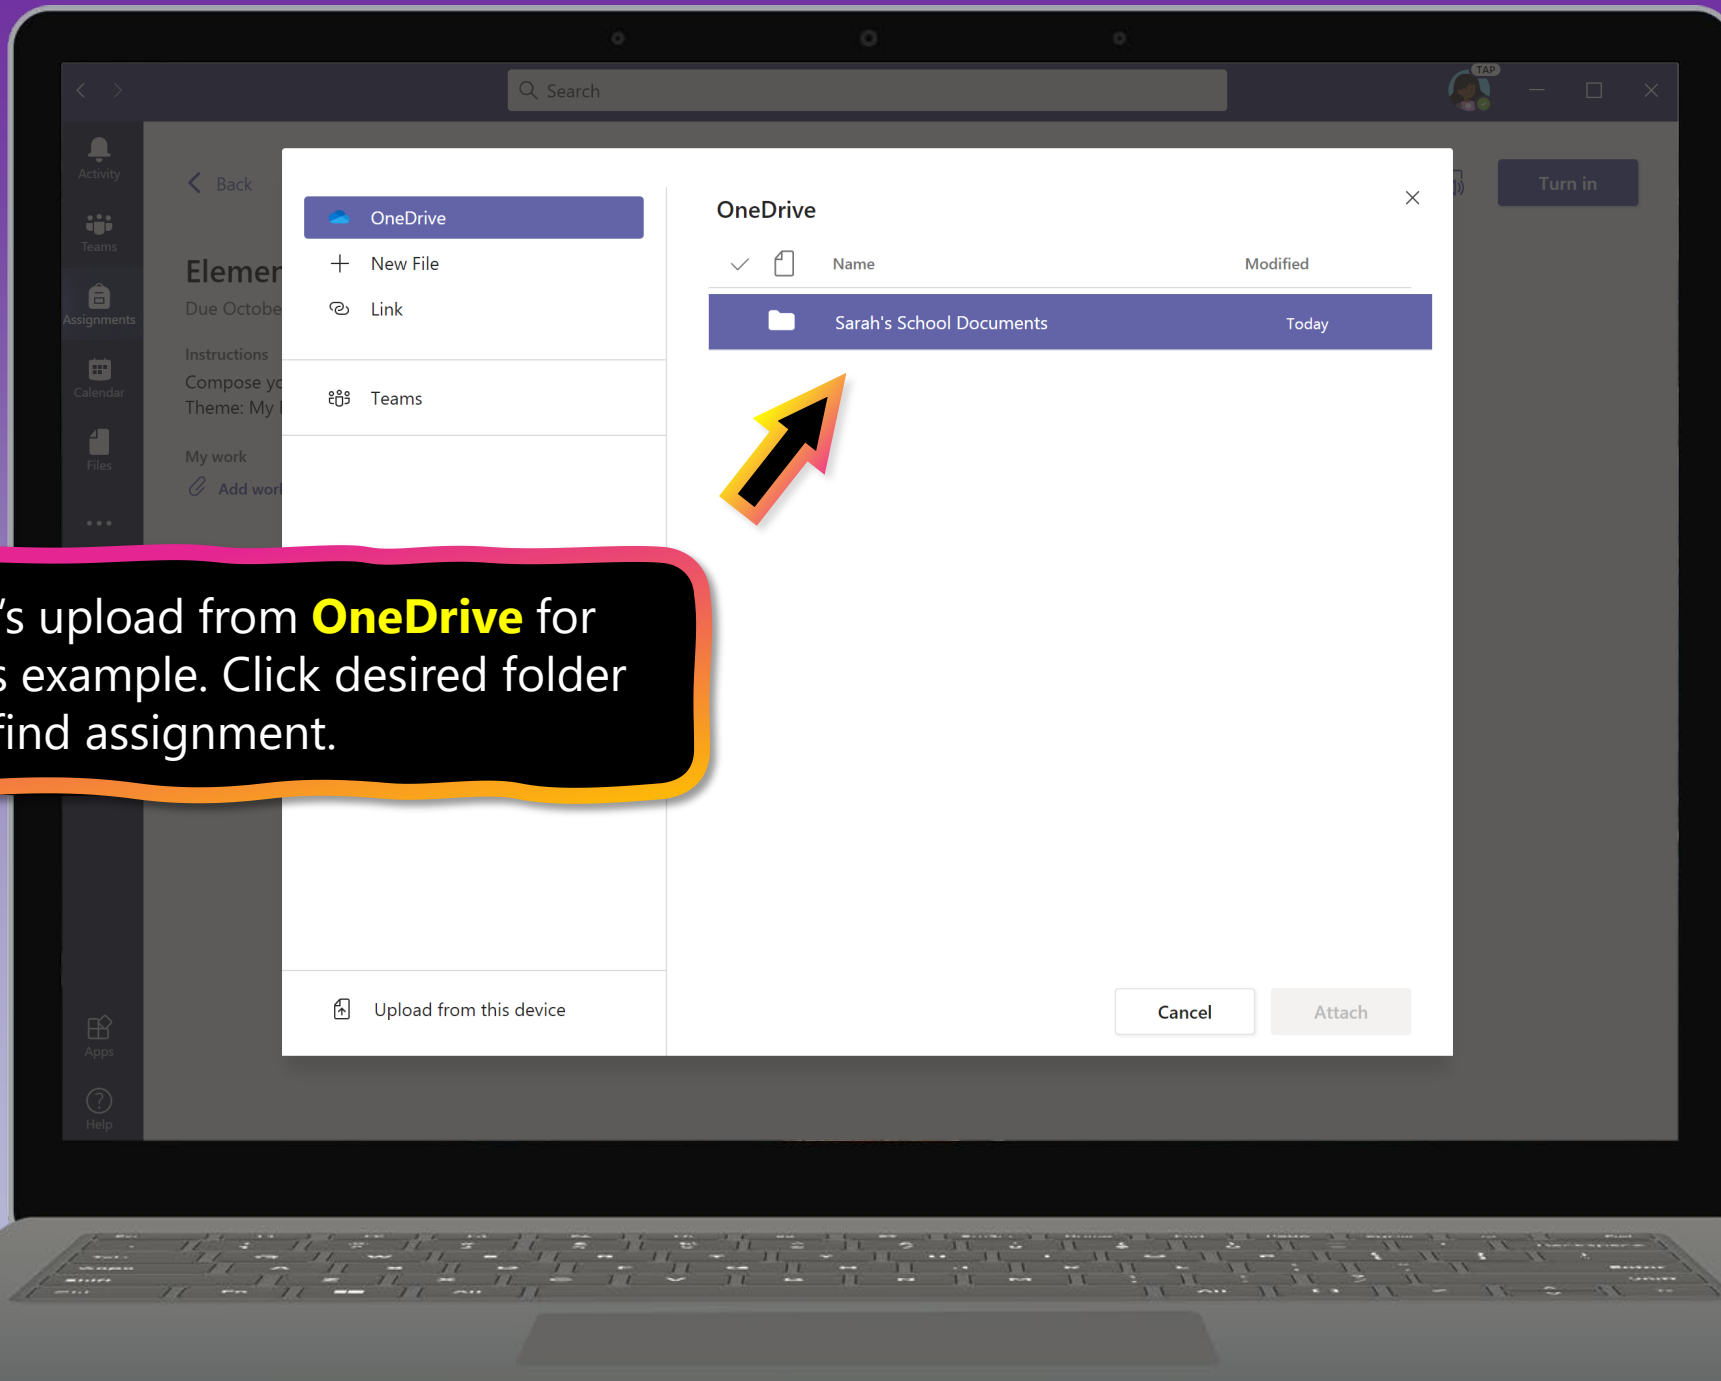 Search
TAP
Activity
Teams
Assignments
Calendar
Files
Apps
Help
Back
Turn in
Elemen
Due Octobe
Instructions
Compose yo
Theme: My
My work
Add worl
OneDrive
New File
Link
Teams
Upload from this device
OneDrive
Name Modified
Sarah's School Documents Today
Cancel Attach
's upload from OneDrive for
s example. Click desired folder
find assignment.